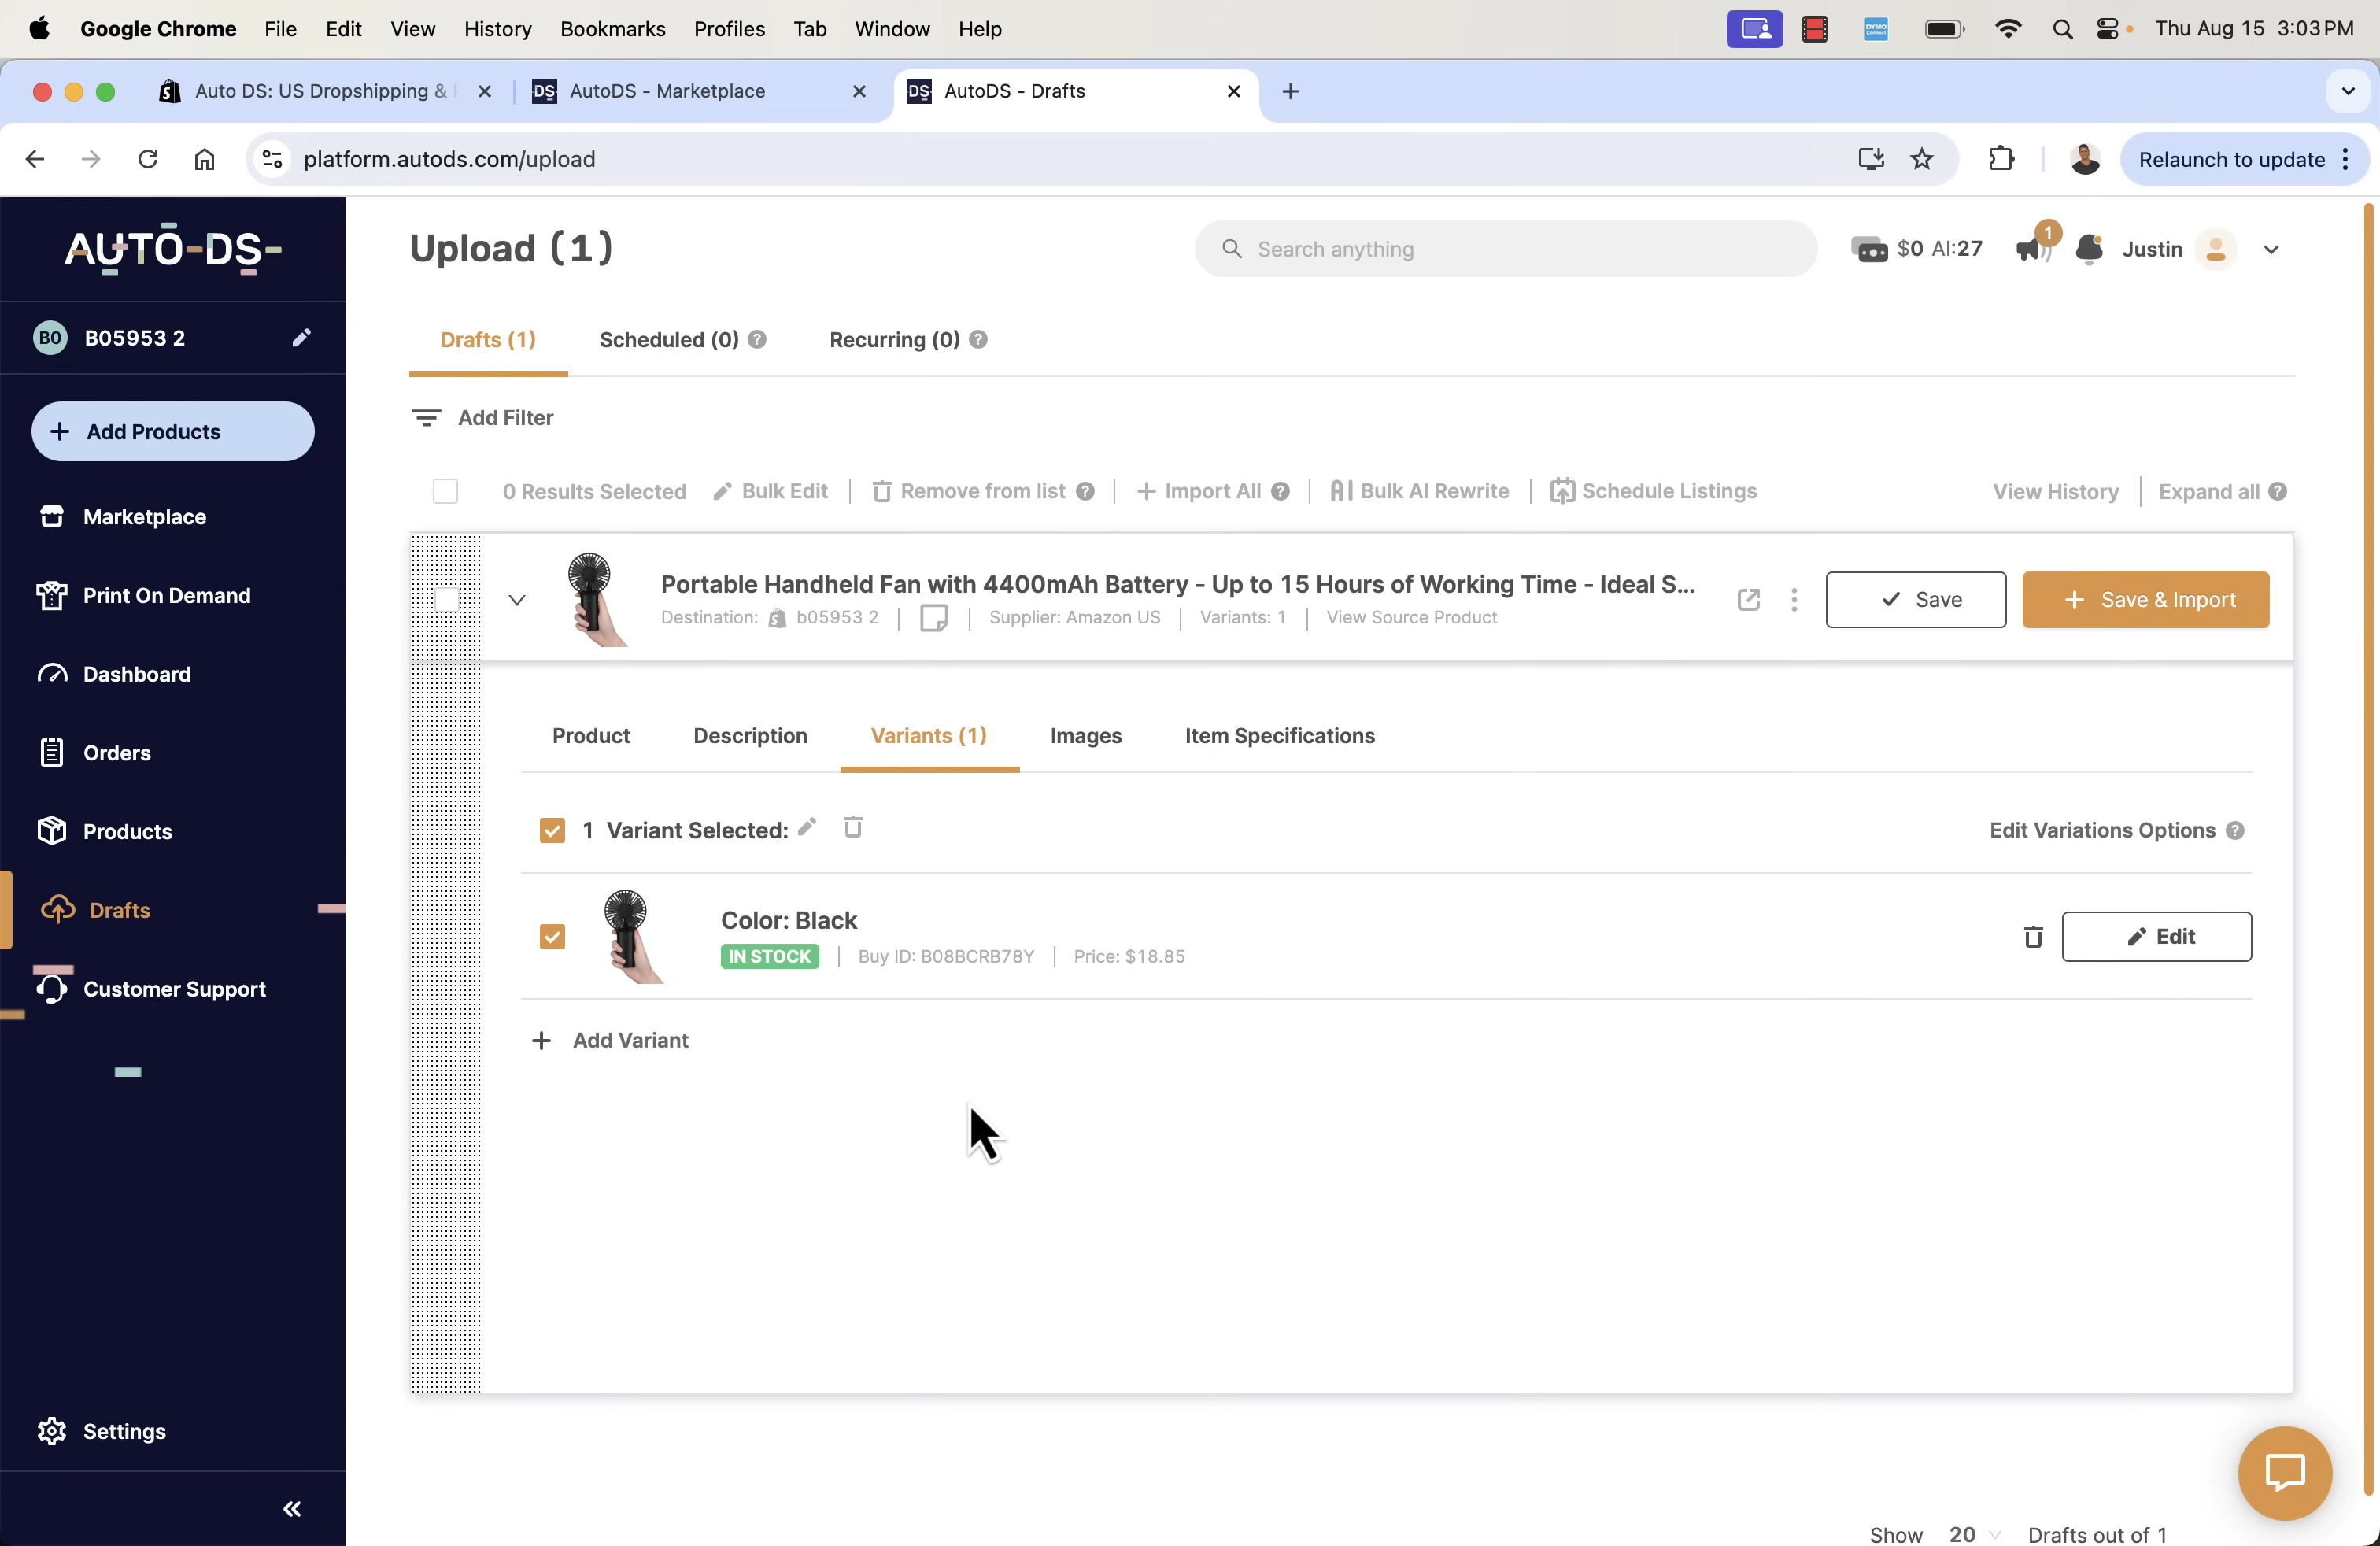 Google Chrome File Edit View History Bookmarks Profiles Tab Window Help DYMO Connect Thu Aug 15 3:03 PM
Auto DS: US Dropshipping & DS AutoDS - Marketplace DS AutoDS - Drafts
platform.autods.com/upload Relaunch to update
AUTO-DS
Upload (1) Search anything $0 AI:27 1 Justin
BO B05953 2
Drafts (1) Scheduled (0) ? Recurring (0) ?
+ Add Products
Add Filter
0 Results Selected Bulk Edit Remove from list ? + Import All ? AI Bulk AI Rewrite Schedule Listings View History Expand all ?
Marketplace
Print On Demand
Dashboard
Orders
Products
Drafts
Customer Support
Settings
Portable Handheld Fan with 4400mAh Battery - Up to 15 Hours of Working Time - Ideal S...
Destination: b05953 2 Supplier: Amazon US Variants: 1 View Source Product
Save
+ Save & Import
Product Description Variants (1) Images Item Specifications
1 Variant Selected: Edit Variations Options ?
Color: Black
IN STOCK Buy ID: B08BCRB78Y Price: $18.85
Edit
+ Add Variant
Show 20 Drafts out of 1